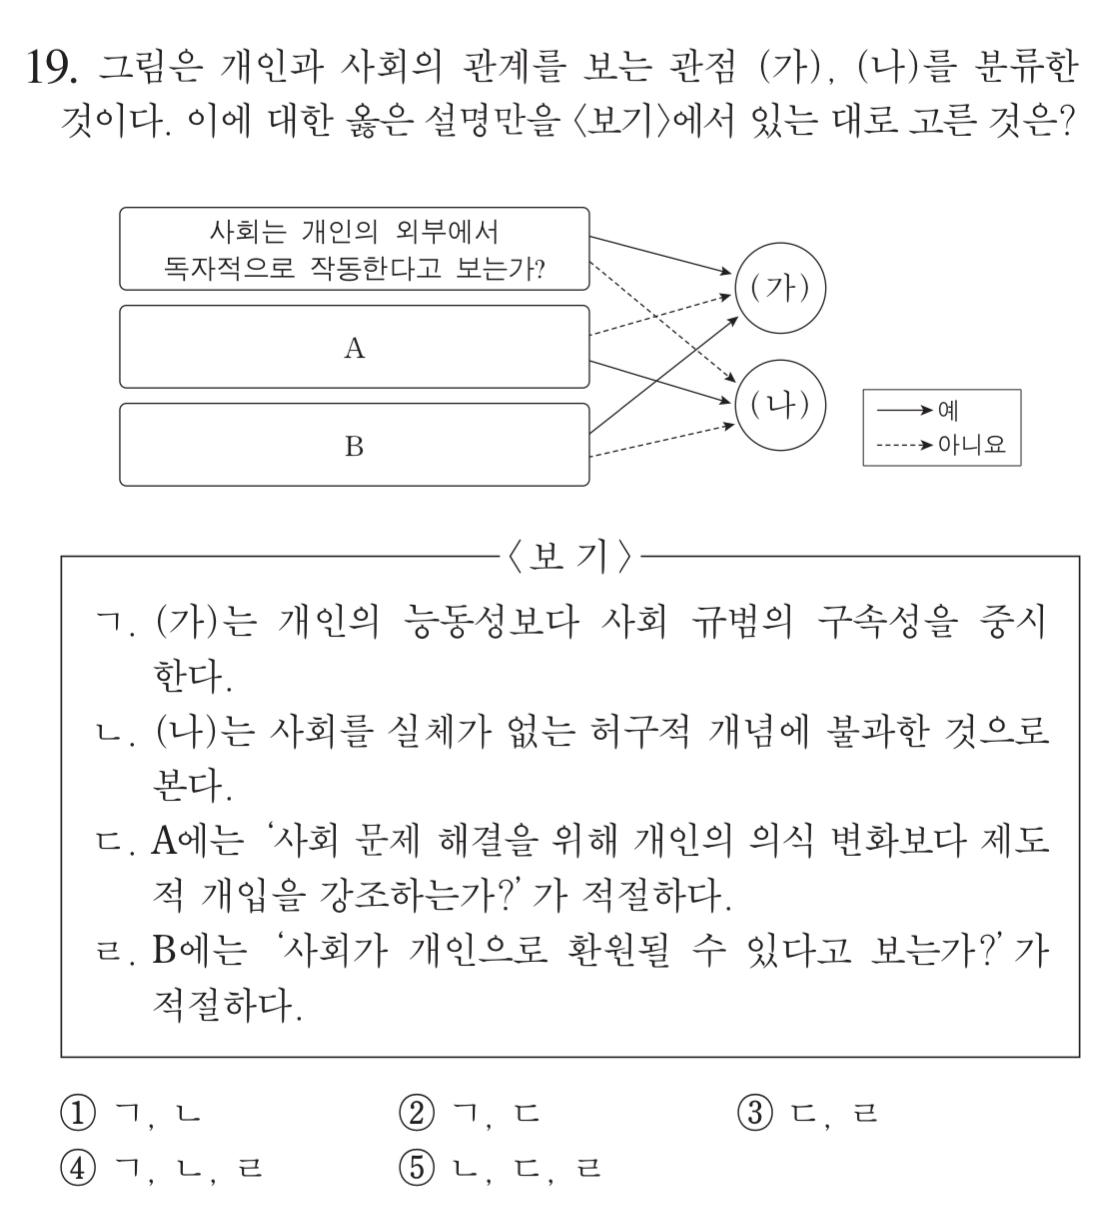 19. 그림은 개인과 사회의 관계를 보는 관점 (가), (나)를 분류한
것이다. 이에 대한 옳은 설명만을 〈보기〉에서 있는 대로 고른 것은?
사회는 개인의 외부에서
독자적으로 작동한다고 보는가?
A
B
(가)
(나)
예
아니요
〈보 기〉
ㄱ. (가)는 개인의 능동성보다 사회 규범의 구속성을 중시
한다.
ㄴ. (나)는 사회를 실체가 없는 허구적 개념에 불과한 것으로
본다.
ㄷ. A에는 ‘사회 문제 해결을 위해 개인의 의식 변화보다 제도
적 개입을 강조하는가?’가 적절하다.
ㄹ. B에는 ‘사회가 개인으로 환원될 수 있다고 보는가?’가
적절하다.
① ㄱ, ㄴ ② ㄱ, ㄷ ③ ㄷ, ㄹ
④ ㄱ, ㄴ, ㄹ ⑤ ㄴ, ㄷ, ㄹ